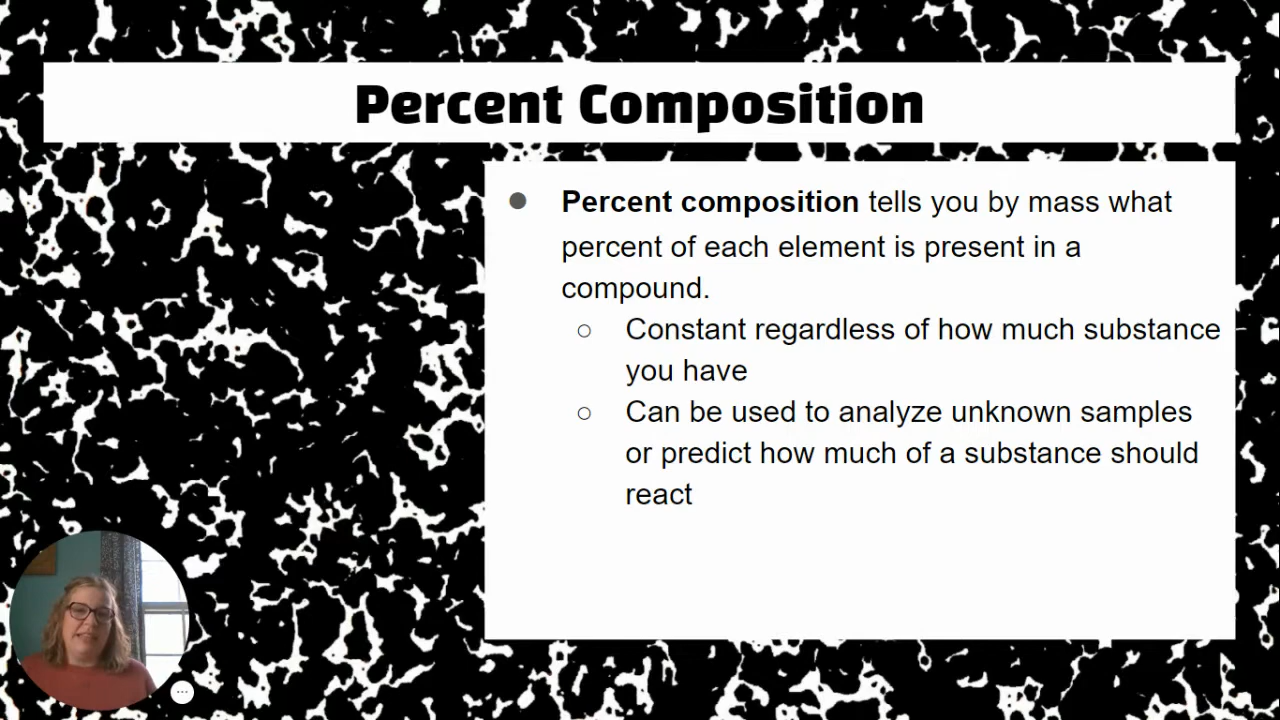 Percent Composition
● Percent composition tells you by mass what
percent of each element is present in a
compound.
○ Constant regardless of how much substance
you have
○ Can be used to analyze unknown samples
or predict how much of a substance should
react